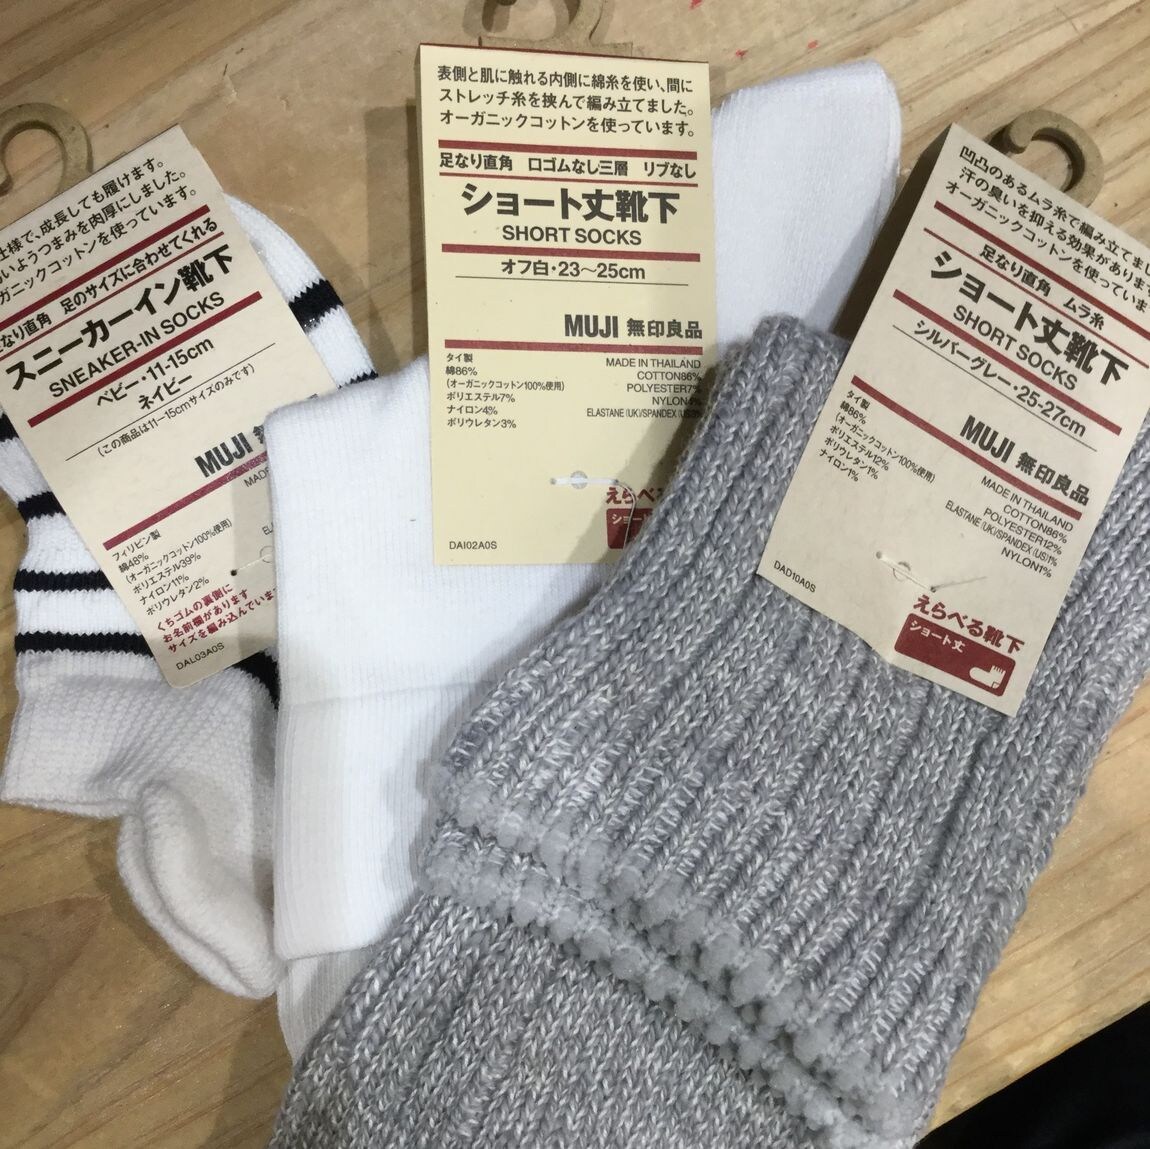 仕様で、成長しても履けます。
いようつまみを肉厚にしました。
ガニックコットンを使っています。
なり直角 足のサイズに合わせてくれる
スニーカーイン靴下
SNEAKER-IN SOCKS
ベビー・11-15cm
ネイビー
(この商品は11-15cmサイズのみです)
MUJI 無
MADE
フィリピン製
綿48%
(オーガニックコットン100%使用)
ポリエステル39%
ナイロン11%
ポリウレタン2%
くちゴムの裏側に
お名前欄があります
サイズを編み込んでいま
DAL03A0S
表側と肌に触れる内側に綿糸を使い、間に
ストレッチ糸を挟んで編み立てました。
オーガニックコットンを使っています。
足なり直角 口ゴムなし三層 リブなし
ショート丈靴下
SHORT SOCKS
オフ白・23〜25cm
MUJI 無印良品
タイ製
綿86%
(オーガニックコットン100%使用)
ポリエステル7%
ナイロン4%
ポリウレタン3%
MADE IN THAILAND
COTTON86%
POLYESTER7%
NYLON4%
ELASTANE (UK)/SPANDEX (US)3%
えらべる
ショート
DAI02A0S
凹凸のあるムラ糸で編み立てまし
汗の臭いを抑える効果がありま
オーガニックコットンを使っていま
足なり直角 ムラ糸
ショート丈靴下
SHORT SOCKS
シルバーグレー・25-27cm
MUJI 無印良品
タイ製
綿86%
(オーガニックコットン100%使用)
ポリエステル12%
ポリウレタン1%
ナイロン1%
MADE IN THAILAND
COTTON86%
POLYESTER12%
ELASTANE (UK)/SPANDEX (US)1%
NYLON1%
DAD10A0S
えらべる靴下
ショート丈